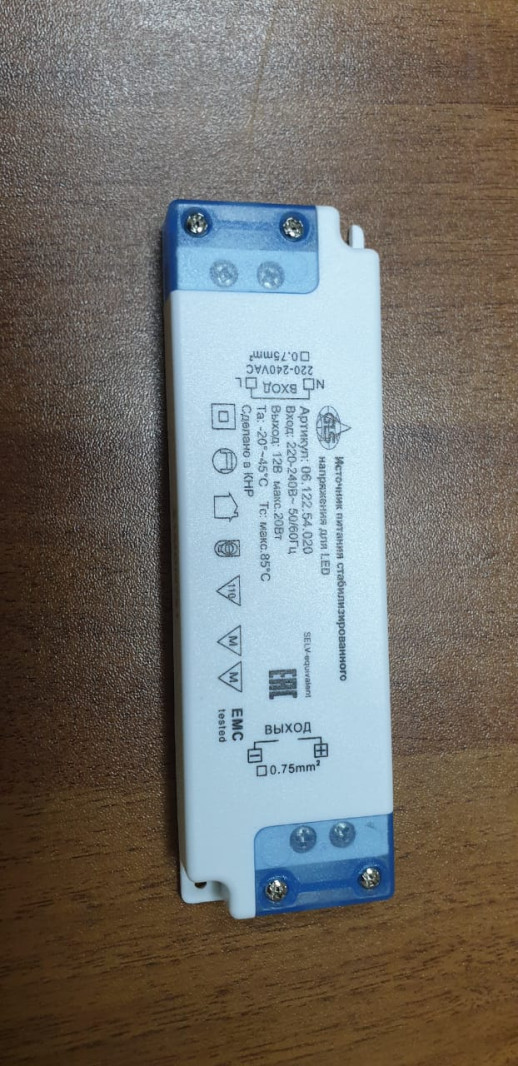 GLS
Источник питания стабилизированного
напряжения для LED
Артикул: 06.122.54.020
Вход: 220-240В~ 50/60Гц
Выход: 12В макс.20Вт
Ta: -20°~45°C Tc: макс.85°C
Сделано в КНР
N L
ВХОД
220-240VAC
0.75mm²
110
M M
SELV-equivalent
EAC
EMC
tested
ВЫХОД
- +
0.75mm²